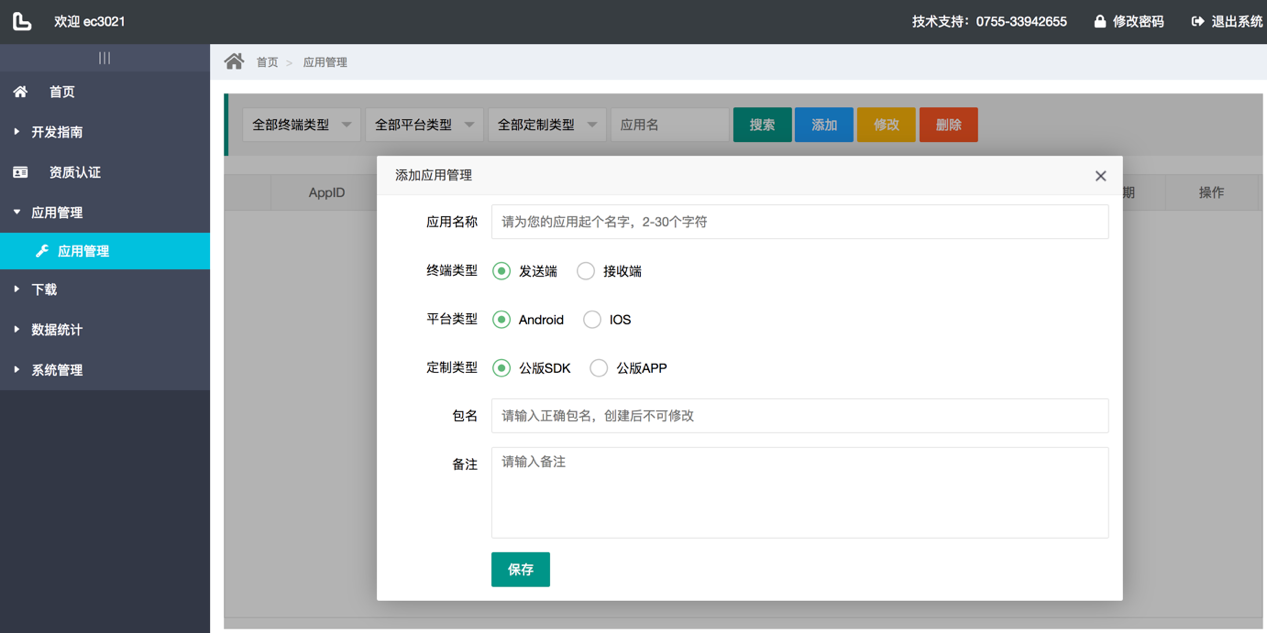 欢迎 ec3021
技术支持：0755-33942655
修改密码
退出系统
首页
开发指南
资质认证
应用管理
应用管理
下载
数据统计
系统管理
首页 > 应用管理
全部终端类型
全部平台类型
全部定制类型
应用名
搜索
添加
修改
删除
AppID
期
操作
添加应用管理
应用名称
请为您的应用起个名字，2-30个字符
终端类型
发送端
接收端
平台类型
Android
IOS
定制类型
公版SDK
公版APP
包名
请输入正确包名，创建后不可修改
备注
请输入备注
保存